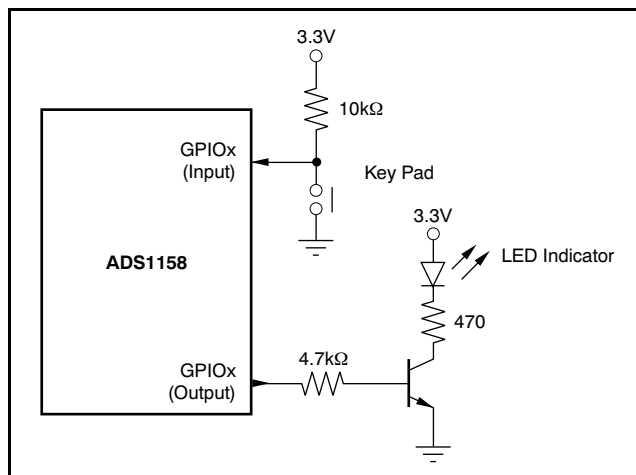 3.3V
10kΩ
GPIOx
(Input)
Key Pad
3.3V
ADS1158
LED Indicator
470
4.7kΩ
GPIOx
(Output)